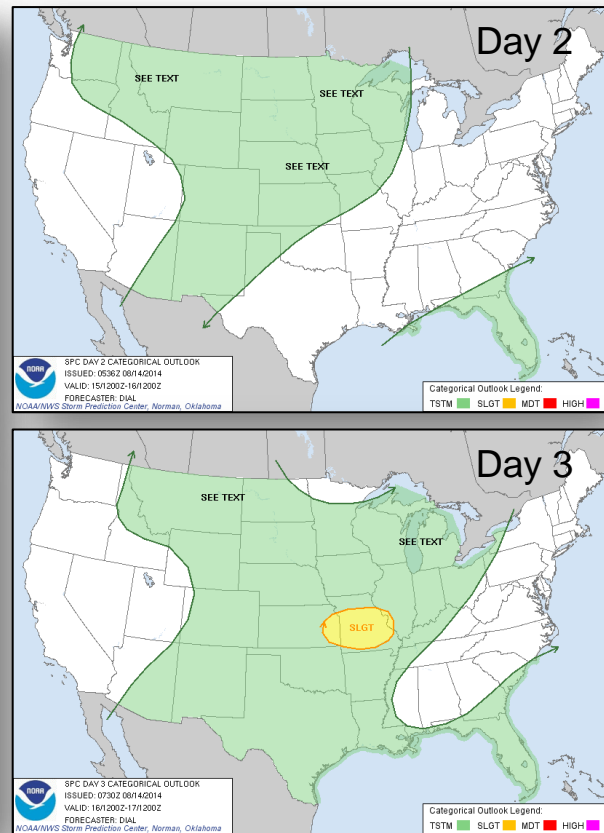 Day 2
SEE TEXT
SEE TEXT
SEE TEXT
NOAA
SPC DAY 2 CATEGORICAL OUTLOOK
ISSUED: 0536Z 08/14/2014
VALID: 15/1200Z-16/1200Z
FORECASTER: DIAL
NOAA/NWS Storm Prediction Center, Norman, Oklahoma
Categorical Outlook Legend:
TSTM SLGT MDT HIGH
Day 3
SEE TEXT
SEE TEXT
SLGT
NOAA
SPC DAY 3 CATEGORICAL OUTLOOK
ISSUED: 0730Z 08/14/2014
VALID: 16/1200Z-17/1200Z
FORECASTER: DIAL
NOAA/NWS Storm Prediction Center, Norman, Oklahoma
Categorical Outlook Legend:
TSTM SLGT MDT HIGH